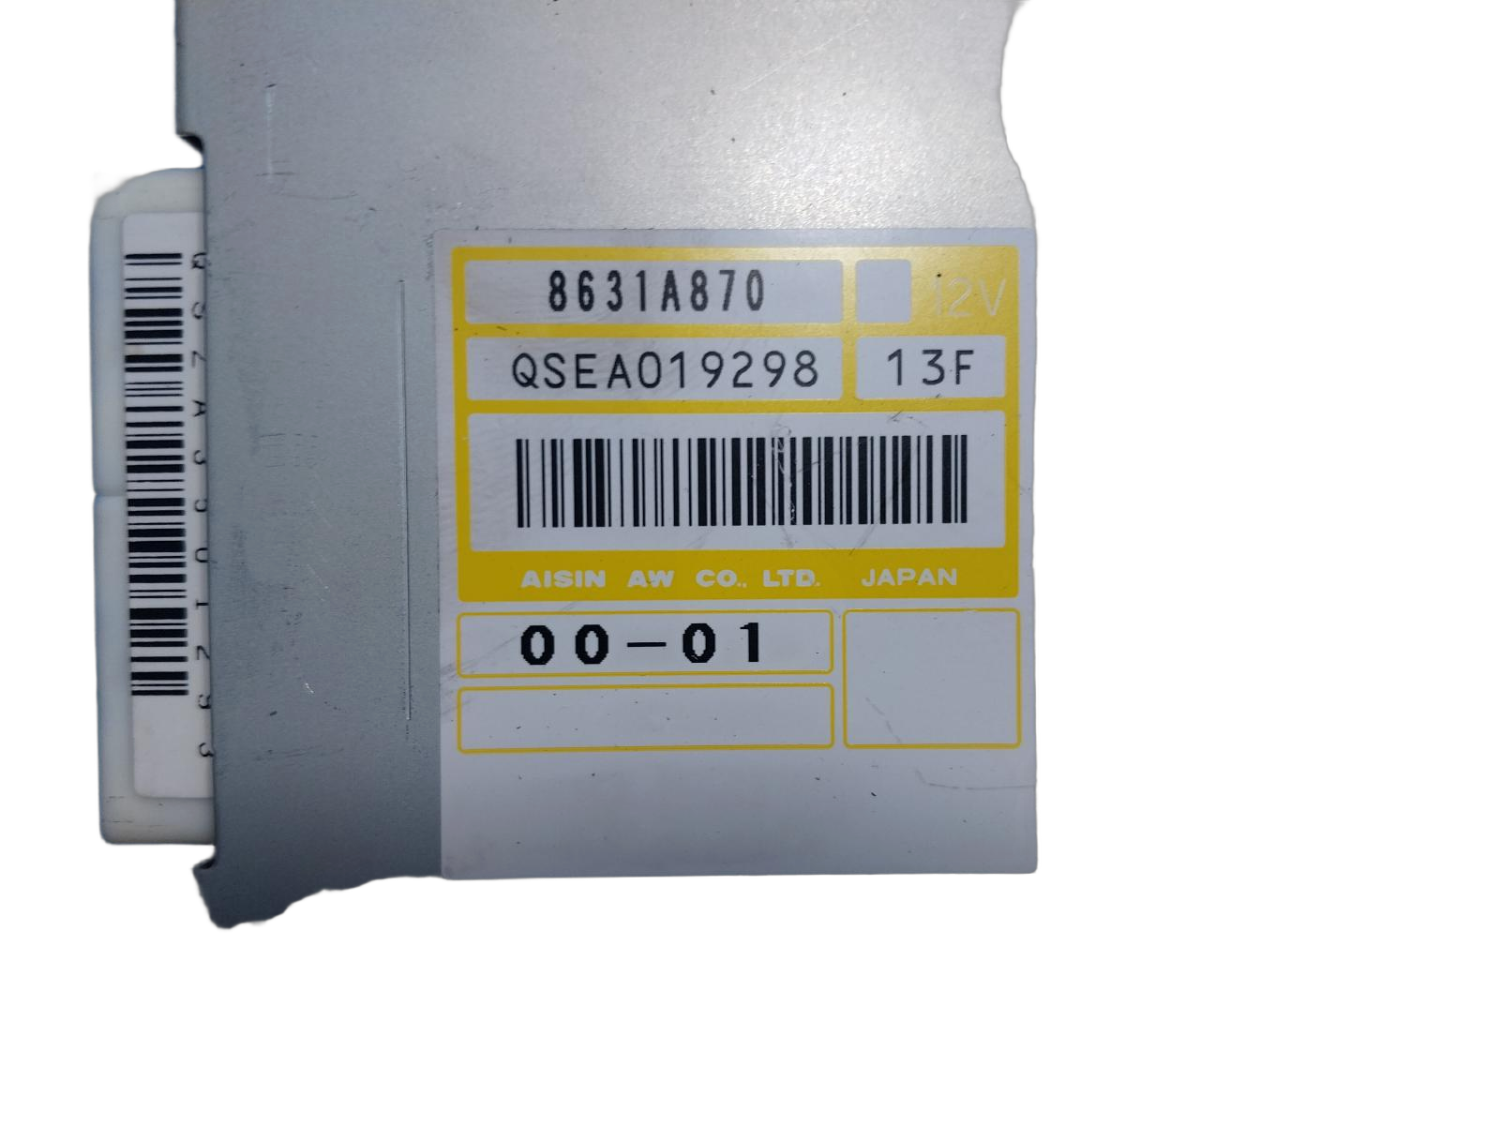 8631A870
12V
QSEA019298
13F
AISIN AW CO., LTD. JAPAN
00-01